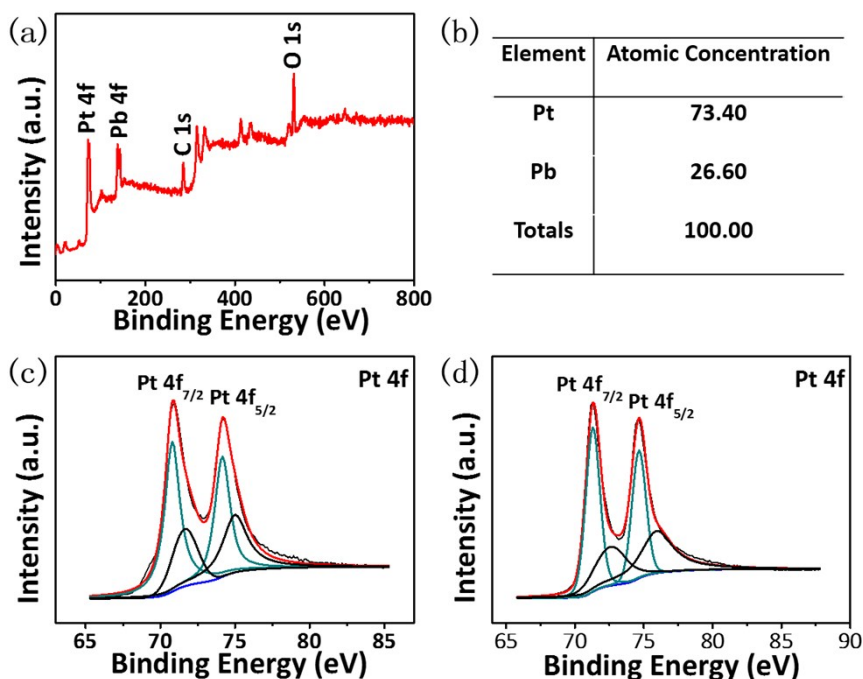 (a)
Intensity (a.u.)
Pt 4f
Pb 4f
C 1s
O 1s
0 200 400 600 800
Binding Energy (eV)
(b)
Element Atomic Concentration
Pt 73.40
Pb 26.60
Totals 100.00
(c)
Pt 4f
Pt 4f7/2
Pt 4f5/2
Intensity (a.u.)
65 70 75 80 85
Binding Energy (eV)
(d)
Pt 4f
Pt 4f7/2
Pt 4f5/2
Intensity (a.u.)
65 70 75 80 85 90
Binding Energy (eV)